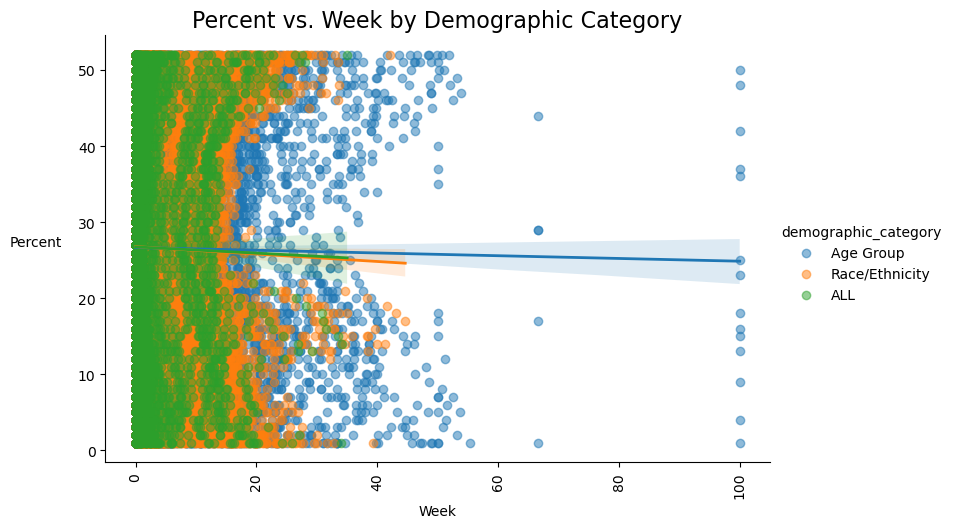 Percent vs. Week by Demographic Category
50
40
30
20
10
0
Percent
0
20
40
60
80
100
Week
demographic_category
Age Group
Race/Ethnicity
ALL